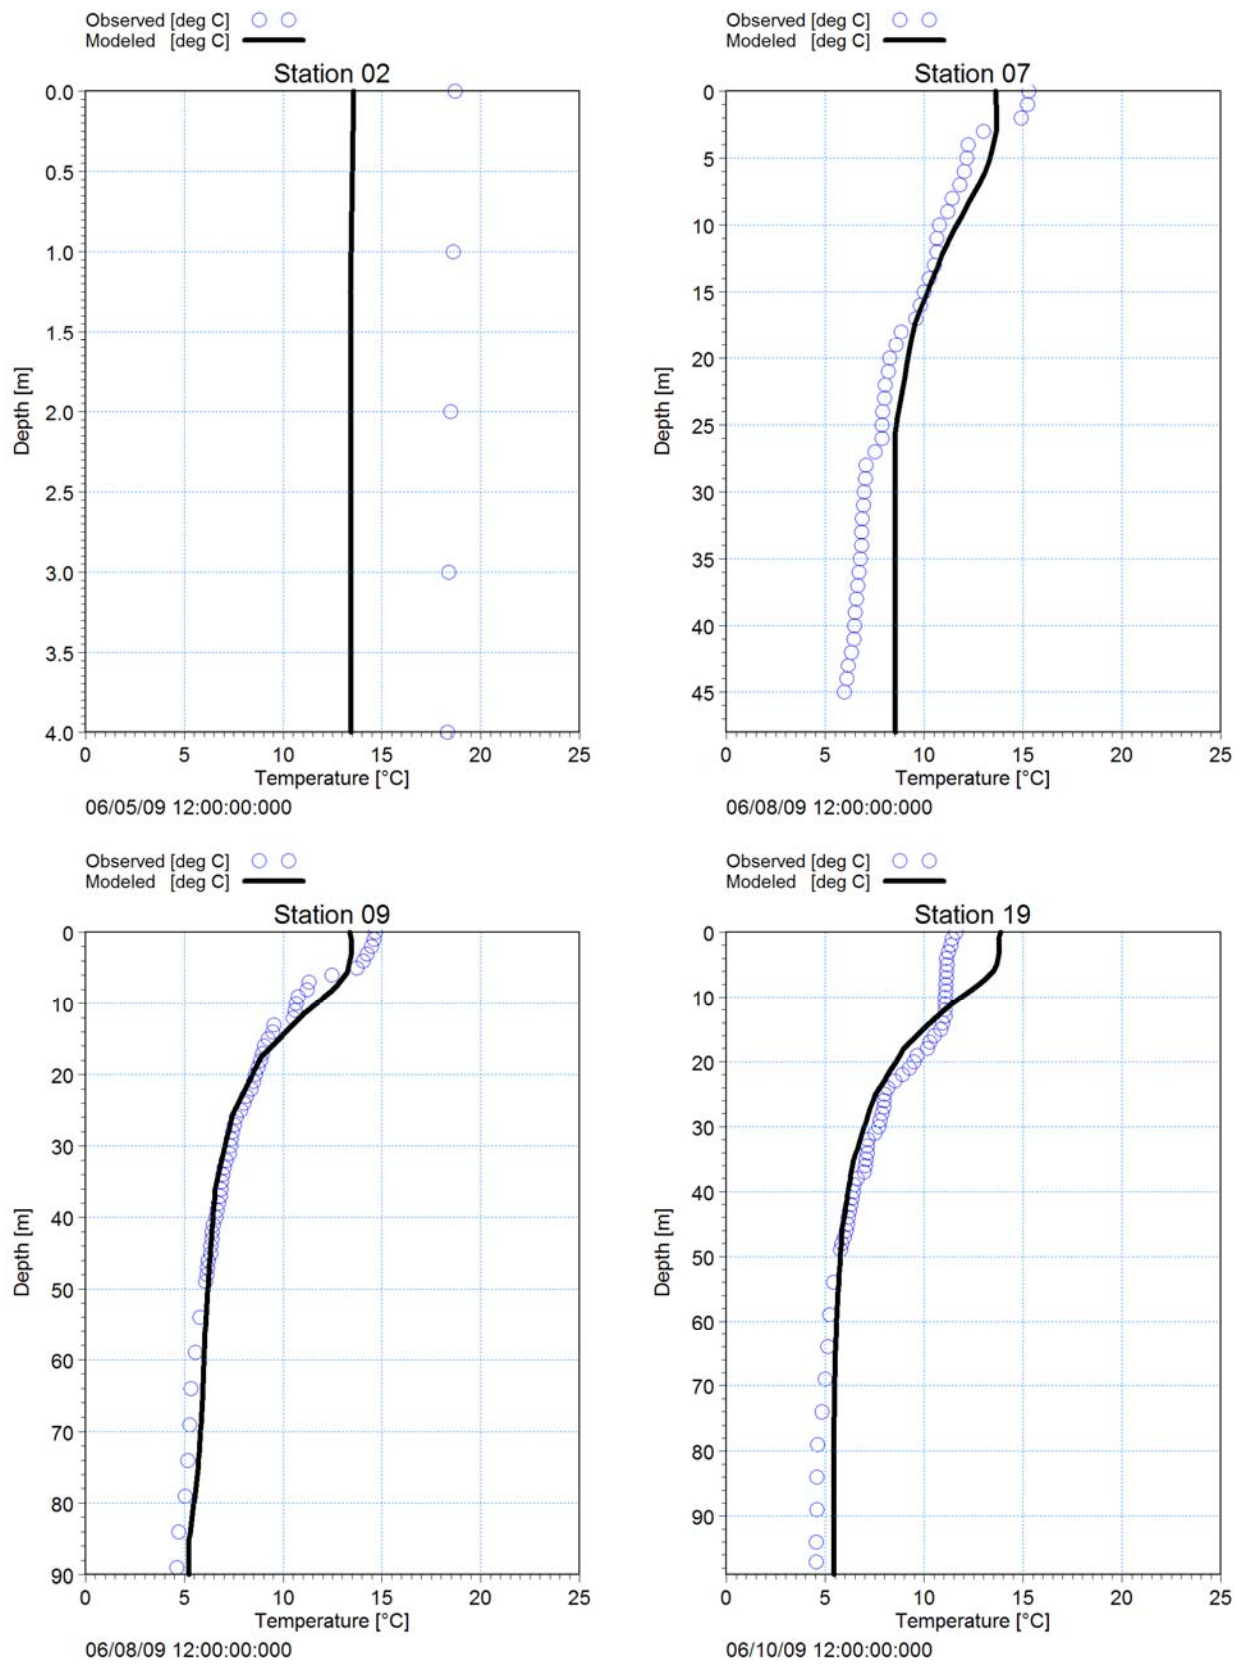 Observed [deg C]
Modeled [deg C]
Station 02
0.0
0.5
1.0
1.5
2.0
2.5
3.0
3.5
4.0
Depth [m]
0 5 10 15 20 25
Temperature [°C]
06/05/09 12:00:00:000
Observed [deg C]
Modeled [deg C]
Station 07
0
5
10
15
20
25
30
35
40
45
Depth [m]
0 5 10 15 20 25
Temperature [°C]
06/08/09 12:00:00:000
Observed [deg C]
Modeled [deg C]
Station 09
0
10
20
30
40
50
60
70
80
90
Depth [m]
0 5 10 15 20 25
Temperature [°C]
06/08/09 12:00:00:000
Observed [deg C]
Modeled [deg C]
Station 19
0
10
20
30
40
50
60
70
80
90
Depth [m]
0 5 10 15 20 25
Temperature [°C]
06/10/09 12:00:00:000